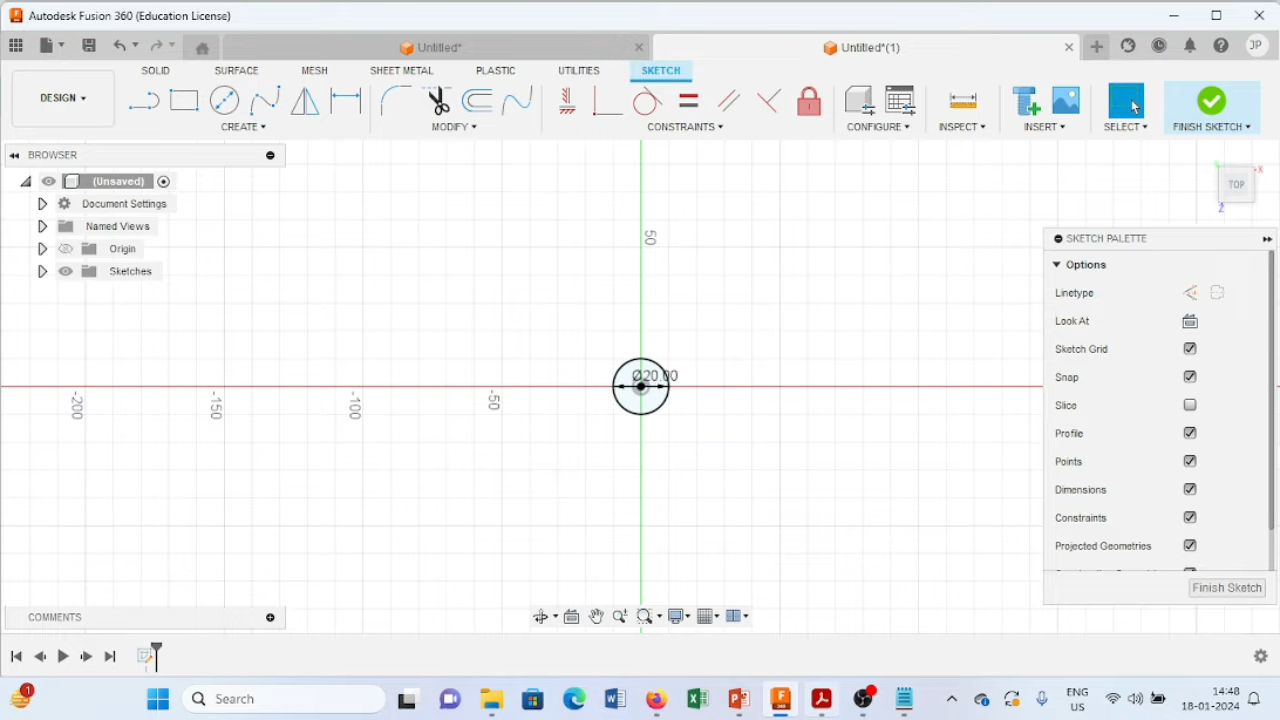 Autodesk Fusion 360 (Education License)
Untitled*
Untitled*(1)
JP
DESIGN
SOLID
SURFACE
MESH
SHEET METAL
PLASTIC
UTILITIES
SKETCH
CREATE
MODIFY
CONSTRAINTS
CONFIGURE
INSPECT
INSERT
SELECT
FINISH SKETCH
BROWSER
(Unsaved)
Document Settings
Named Views
Origin
Sketches
50
Ø20.00
-200
-150
-100
-50
TOP
X
Z
SKETCH PALETTE
Options
Linetype
Look At
Sketch Grid
Snap
Slice
Profile
Points
Dimensions
Constraints
Projected Geometries
Finish Sketch
COMMENTS
1
Search
ENG
US
14:48
18-01-2024